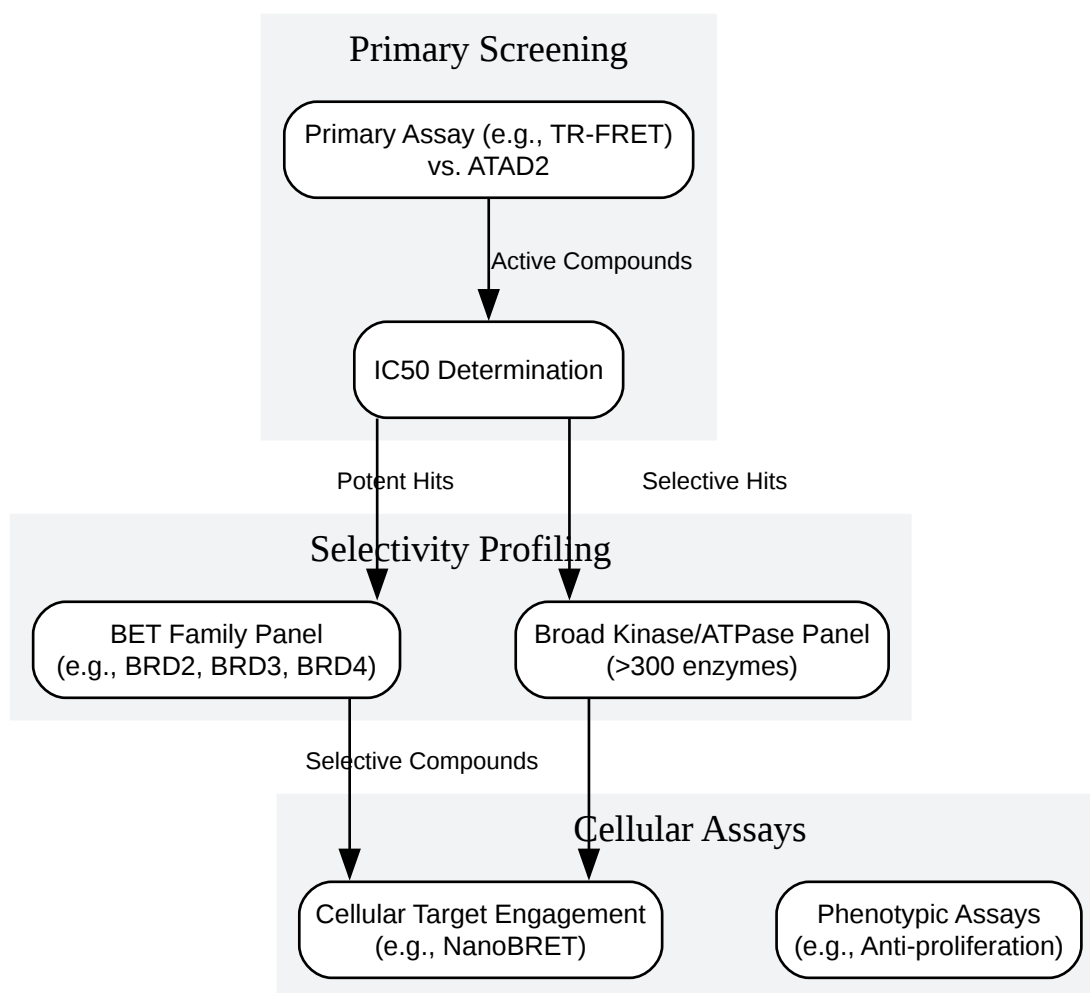 Primary Screening
Primary Assay (e.g., TR-FRET)
vs. ATAD2
Active Compounds
IC50 Determination
Potent Hits
Selective Hits
Selectivity Profiling
BET Family Panel
(e.g., BRD2, BRD3, BRD4)
Broad Kinase/ATPase Panel
(>300 enzymes)
Selective Compounds
Cellular Assays
Cellular Target Engagement
(e.g., NanoBRET)
Phenotypic Assays
(e.g., Anti-proliferation)